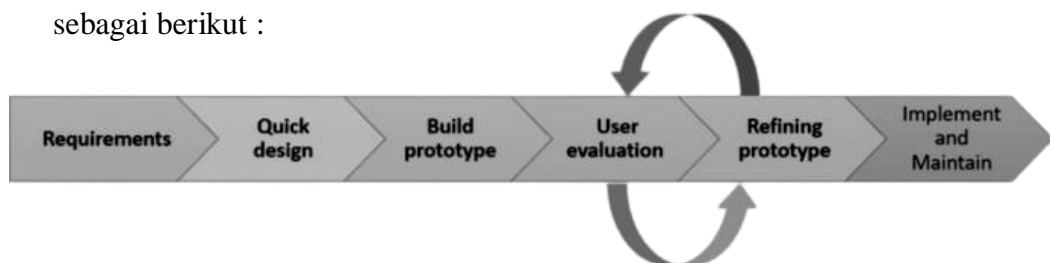 sebagai berikut :
Requirements
Quick
design
Build
prototype
User
evaluation
Refining
prototype
Implement
and
Maintain